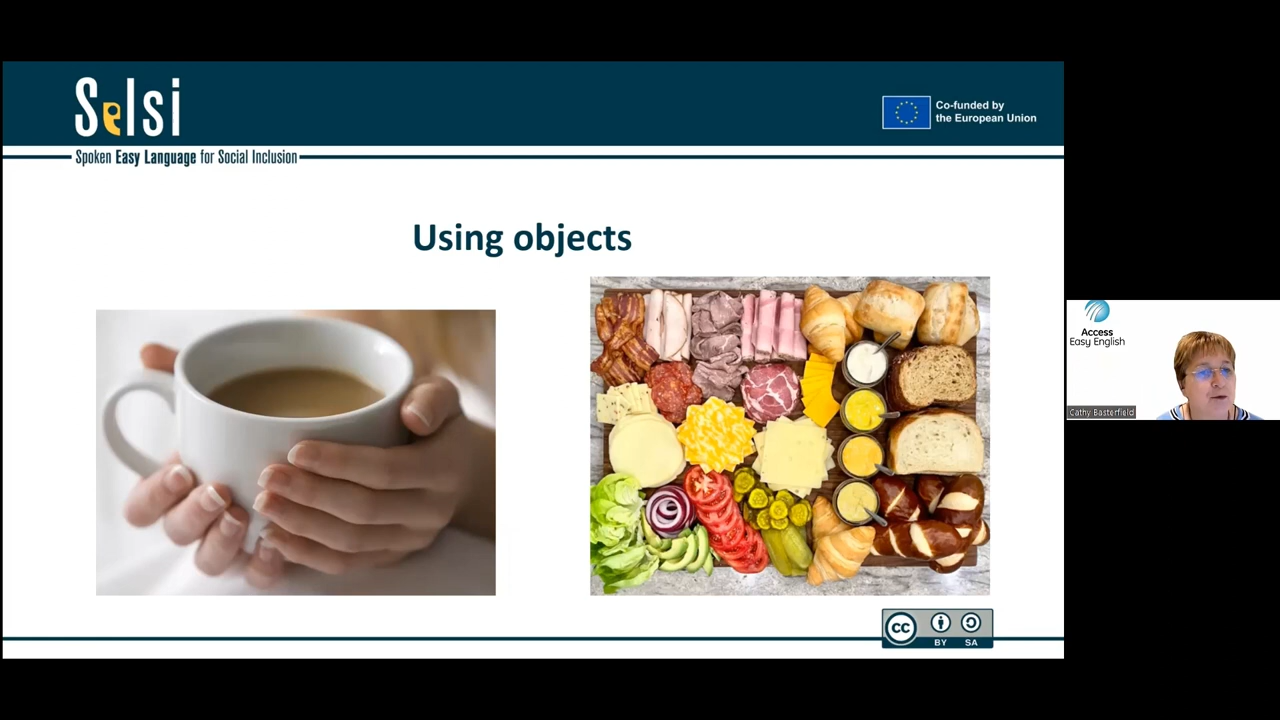 Selsi
Spoken Easy Language for Social Inclusion
Co-funded by
the European Union
Using objects
Access
Easy English
Cathy Basterfield
CC
BY SA